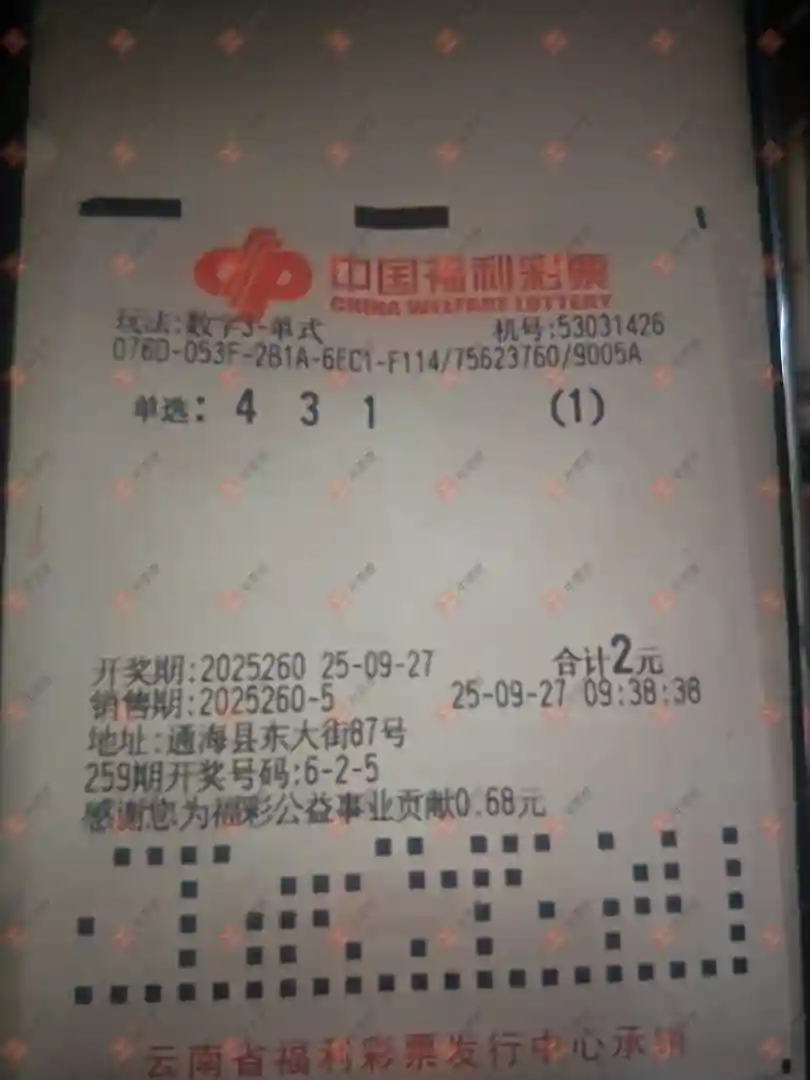 中国福利彩票
CHINA WELFARE LOTTERY
玩法:数字3-单式 机号:53031426
076D-053F-2B1A-6EC1-F114/75623760/9005A
单选: 4 3 1 (1)
开奖期:2025260 25-09-27 合计2元
销售期:2025260-5 25-09-27 09:38:38
地址:通海县东大街87号
259期开奖号码:6-2-5
感谢您为福彩公益事业贡献0.68元
云南省福利彩票发行中心承销